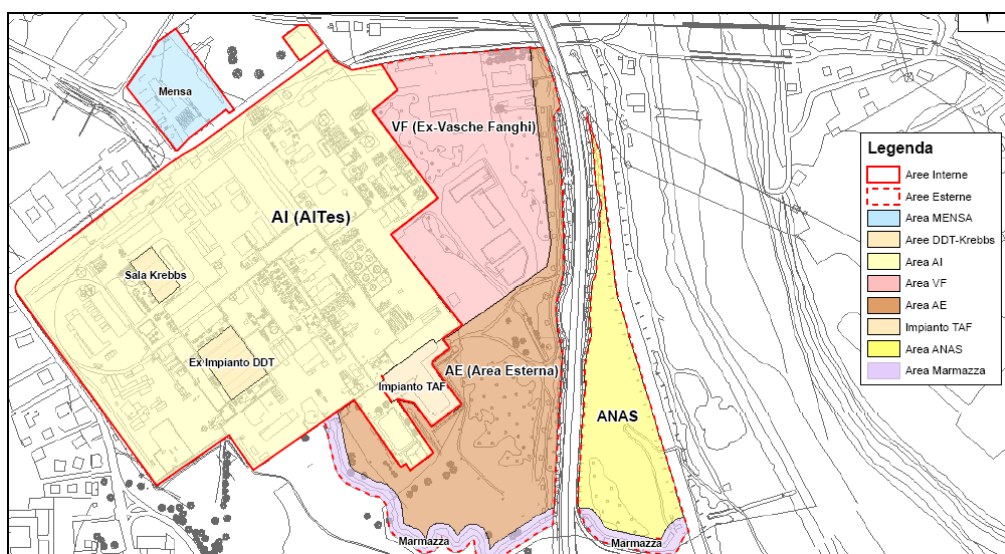 Mensa
VF (Ex-Vasche Fanghi)
AI (AITes)
Sala Krebbs
Ex Impianto DDT
Impianto TAF
AE (Area Esterna)
ANAS
Marmazza
Marmazza
Legenda
Aree Interne
Aree Esterne
Area MENSA
Aree DDT-Krebbs
Area AI
Area VF
Area AE
Impianto TAF
Area ANAS
Area Marmazza